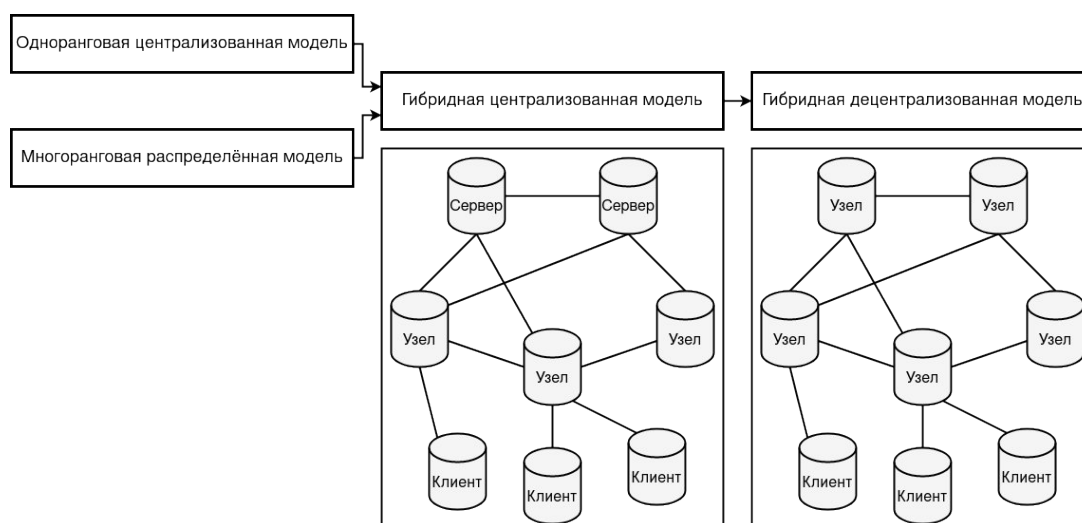 Одноранговая централизованная модель
Многоранговая распределённая модель
Гибридная централизованная модель
Гибридная децентрализованная модель
Сервер
Сервер
Узел
Узел
Узел
Клиент
Клиент
Клиент
Узел
Узел
Узел
Узел
Узел
Клиент
Клиент
Клиент